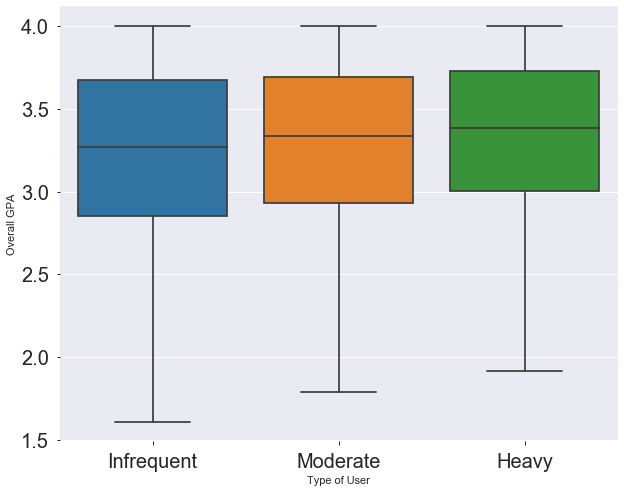 4.0
3.5
3.0
2.5
2.0
1.5
Overall GPA
Infrequent Moderate Heavy
Type of User